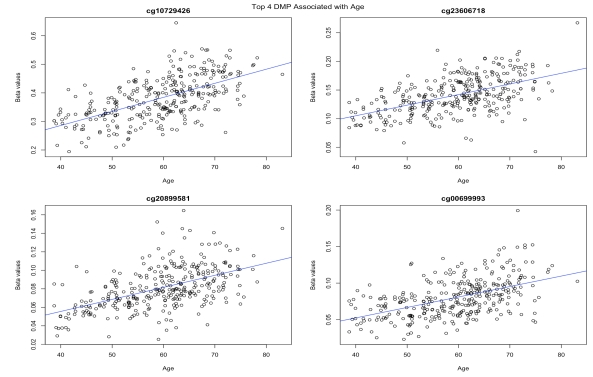 Top 4 DMP Associated with Age
cg10729426
Beta values
0.2 0.3 0.4 0.5 0.6
40 50 60 70 80
Age
cg23606718
Beta values
0.05 0.10 0.15 0.20 0.25
40 50 60 70 80
Age
cg20899581
Beta values
0.02 0.04 0.06 0.08 0.10 0.12 0.14 0.16
40 50 60 70 80
Age
cg00699993
Beta values
0.05 0.10 0.15 0.20
40 50 60 70 80
Age